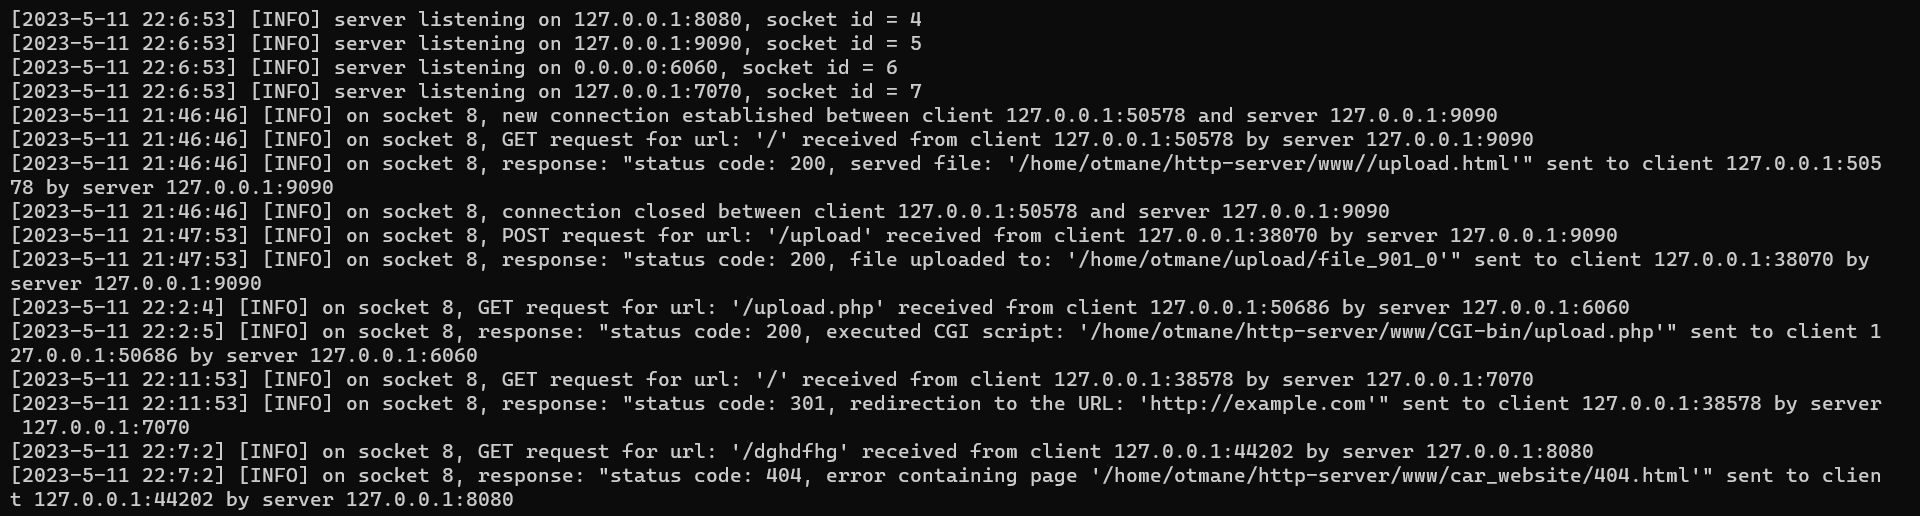 [2023-5-11 22:6:53] [INFO] server listening on 127.0.0.1:8080, socket id = 4
[2023-5-11 22:6:53] [INFO] server listening on 127.0.0.1:9090, socket id = 5
[2023-5-11 22:6:53] [INFO] server listening on 0.0.0.0:6060, socket id = 6
[2023-5-11 22:6:53] [INFO] server listening on 127.0.0.1:7070, socket id = 7
[2023-5-11 21:46:46] [INFO] on socket 8, new connection established between client 127.0.0.1:50578 and server 127.0.0.1:9090
[2023-5-11 21:46:46] [INFO] on socket 8, GET request for url: '/' received from client 127.0.0.1:50578 by server 127.0.0.1:9090
[2023-5-11 21:46:46] [INFO] on socket 8, response: "status code: 200, served file: '/home/otmane/http-server/www//upload.html'" sent to client 127.0.0.1:505
78 by server 127.0.0.1:9090
[2023-5-11 21:46:46] [INFO] on socket 8, connection closed between client 127.0.0.1:50578 and server 127.0.0.1:9090
[2023-5-11 21:47:53] [INFO] on socket 8, POST request for url: '/upload' received from client 127.0.0.1:38070 by server 127.0.0.1:9090
[2023-5-11 21:47:53] [INFO] on socket 8, response: "status code: 200, file uploaded to: '/home/otmane/upload/file_901_0'" sent to client 127.0.0.1:38070 by
server 127.0.0.1:9090
[2023-5-11 22:2:4] [INFO] on socket 8, GET request for url: '/upload.php' received from client 127.0.0.1:50686 by server 127.0.0.1:6060
[2023-5-11 22:2:5] [INFO] on socket 8, response: "status code: 200, executed CGI script: '/home/otmane/http-server/www/CGI-bin/upload.php'" sent to client 1
27.0.0.1:50686 by server 127.0.0.1:6060
[2023-5-11 22:11:53] [INFO] on socket 8, GET request for url: '/' received from client 127.0.0.1:38578 by server 127.0.0.1:7070
[2023-5-11 22:11:53] [INFO] on socket 8, response: "status code: 301, redirection to the URL: 'http://example.com'" sent to client 127.0.0.1:38578 by server
 127.0.0.1:7070
[2023-5-11 22:7:2] [INFO] on socket 8, GET request for url: '/dghdfhg' received from client 127.0.0.1:44202 by server 127.0.0.1:8080
[2023-5-11 22:7:2] [INFO] on socket 8, response: "status code: 404, error containing page '/home/otmane/http-server/www/car_website/404.html'" sent to clien
t 127.0.0.1:44202 by server 127.0.0.1:8080